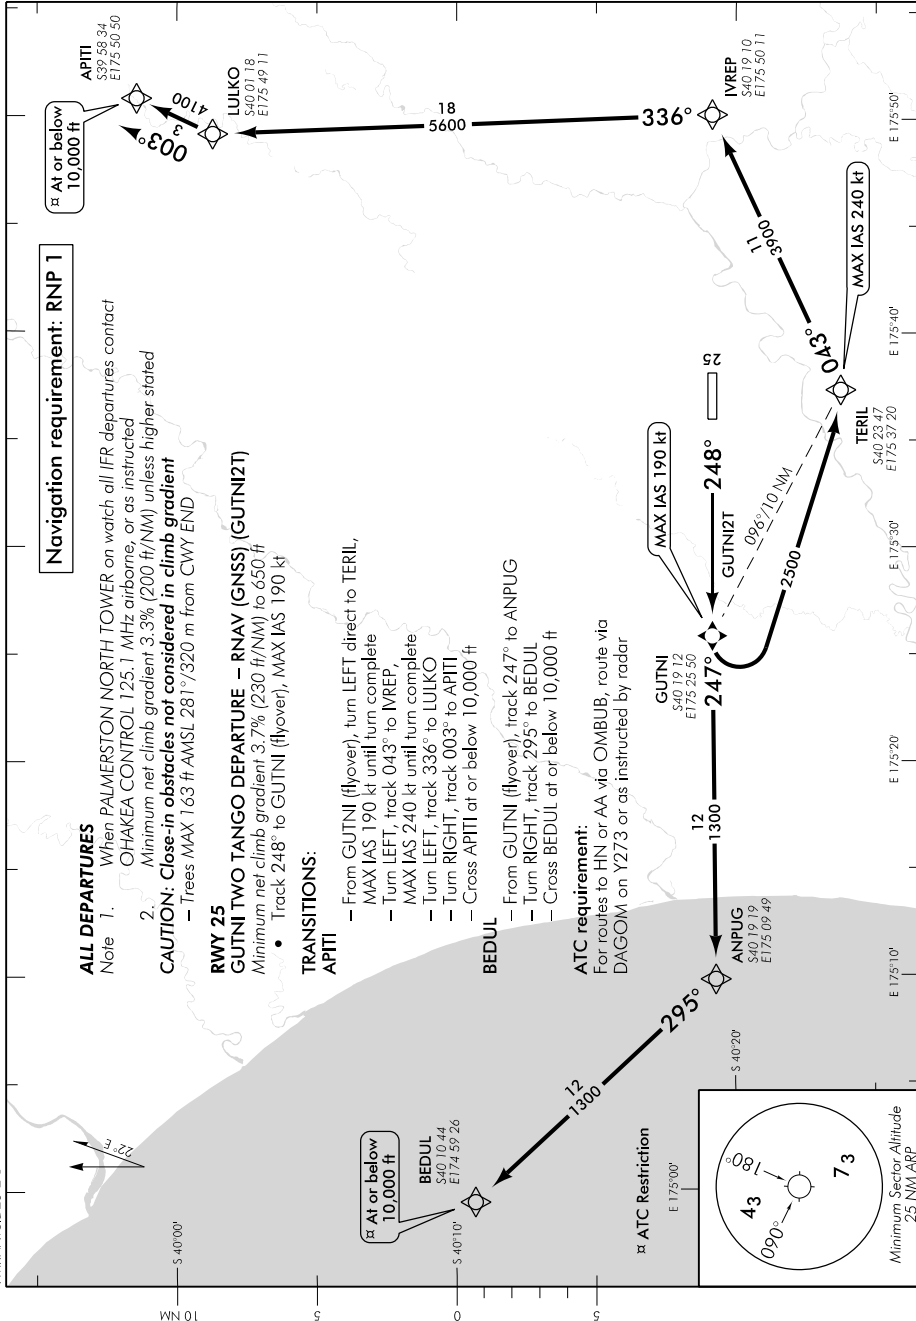 Navigation requirement: RNP 1
ALL DEPARTURES
Note 1. When PALMERSTON NORTH TOWER on watch all IFR departures contact
OHAKEA CONTROL 125.1 MHz airborne, or as instructed
2. Minimum net climb gradient 3.3% (200 ft/NM) unless higher stated
CAUTION: Close-in obstacles not considered in climb gradient
– Trees MAX 163 ft AMSL 281°/320 m from CWY END
RWY 25
GUTNI TWO TANGO DEPARTURE – RNAV (GNSS) (GUTNI2T)
Minimum net climb gradient 3.7% (230 ft/NM) to 650 ft
• Track 248° to GUTNI (flyover), MAX IAS 190 kt
TRANSITIONS:
APITI
– From GUTNI (flyover), turn LEFT direct to TERIL,
MAX IAS 190 kt until turn complete
– Turn LEFT, track 043° to IVREP,
MAX IAS 240 kt until turn complete
– Turn LEFT, track 336° to LULKO
– Turn RIGHT, track 003° to APITI
– Cross APITI at or below 10,000 ft
BEDUL
– From GUTNI (flyover), track 247° to ANPUG
– Turn RIGHT, track 295° to BEDUL
– Cross BEDUL at or below 10,000 ft
ATC requirement:
For routes to HN or AA via OMBUB, route via
DAGOM on Y273 or as instructed by radar
¤ At or below
10,000 ft
APITI
S39 58 34
E175 50 50
003°
3
4100
LULKO
S40 01 18
E175 49 11
18
5600
336°
IVREP
S40 19 10
E175 50 11
11
3900
043°
MAX IAS 240 kt
TERIL
S40 23 47
E175 37 20
25
248°
GUTNI2T
MAX IAS 190 kt
096°/10 NM
2500
GUTNI
S40 19 12
E175 25 50
247°
12
1300
ANPUG
S40 19 19
E175 09 49
295°
12
1300
BEDUL
S40 10 44
E174 59 26
¤ At or below
10,000 ft
¤ ATC Restriction
22° E
S 40°00'
S 40°10'
S 40°20'
E 175°00'
E 175°10'
E 175°20'
E 175°30'
E 175°40'
E 175°50'
10 NM
5
0
5
180°
090°
43
73
Minimum Sector Altitude
25 NM ARP